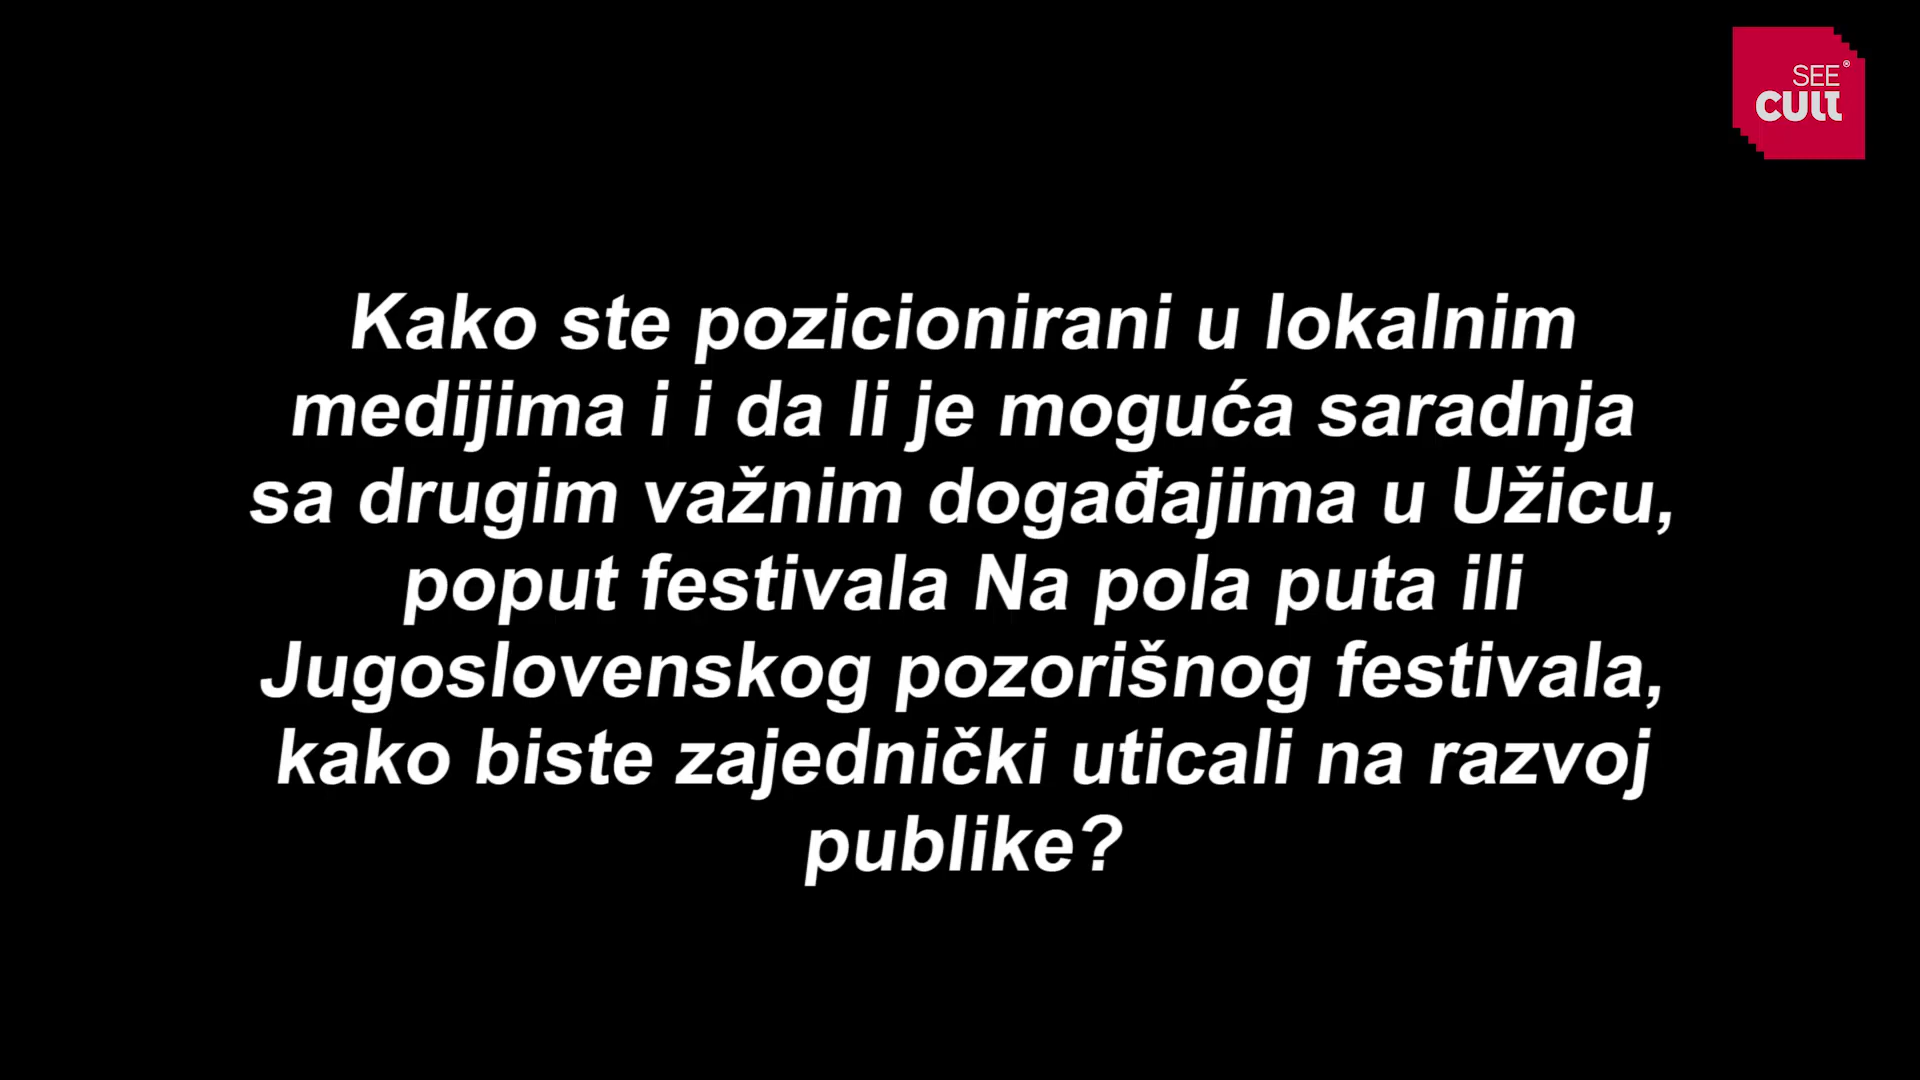 SEE®
CULT
Kako ste pozicionirani u lokalnim
medijima i i da li je moguća saradnja
sa drugim važnim događajima u Užicu,
poput festivala Na pola puta ili
Jugoslovenskog pozorišnog festivala,
kako biste zajednički uticali na razvoj
publike?